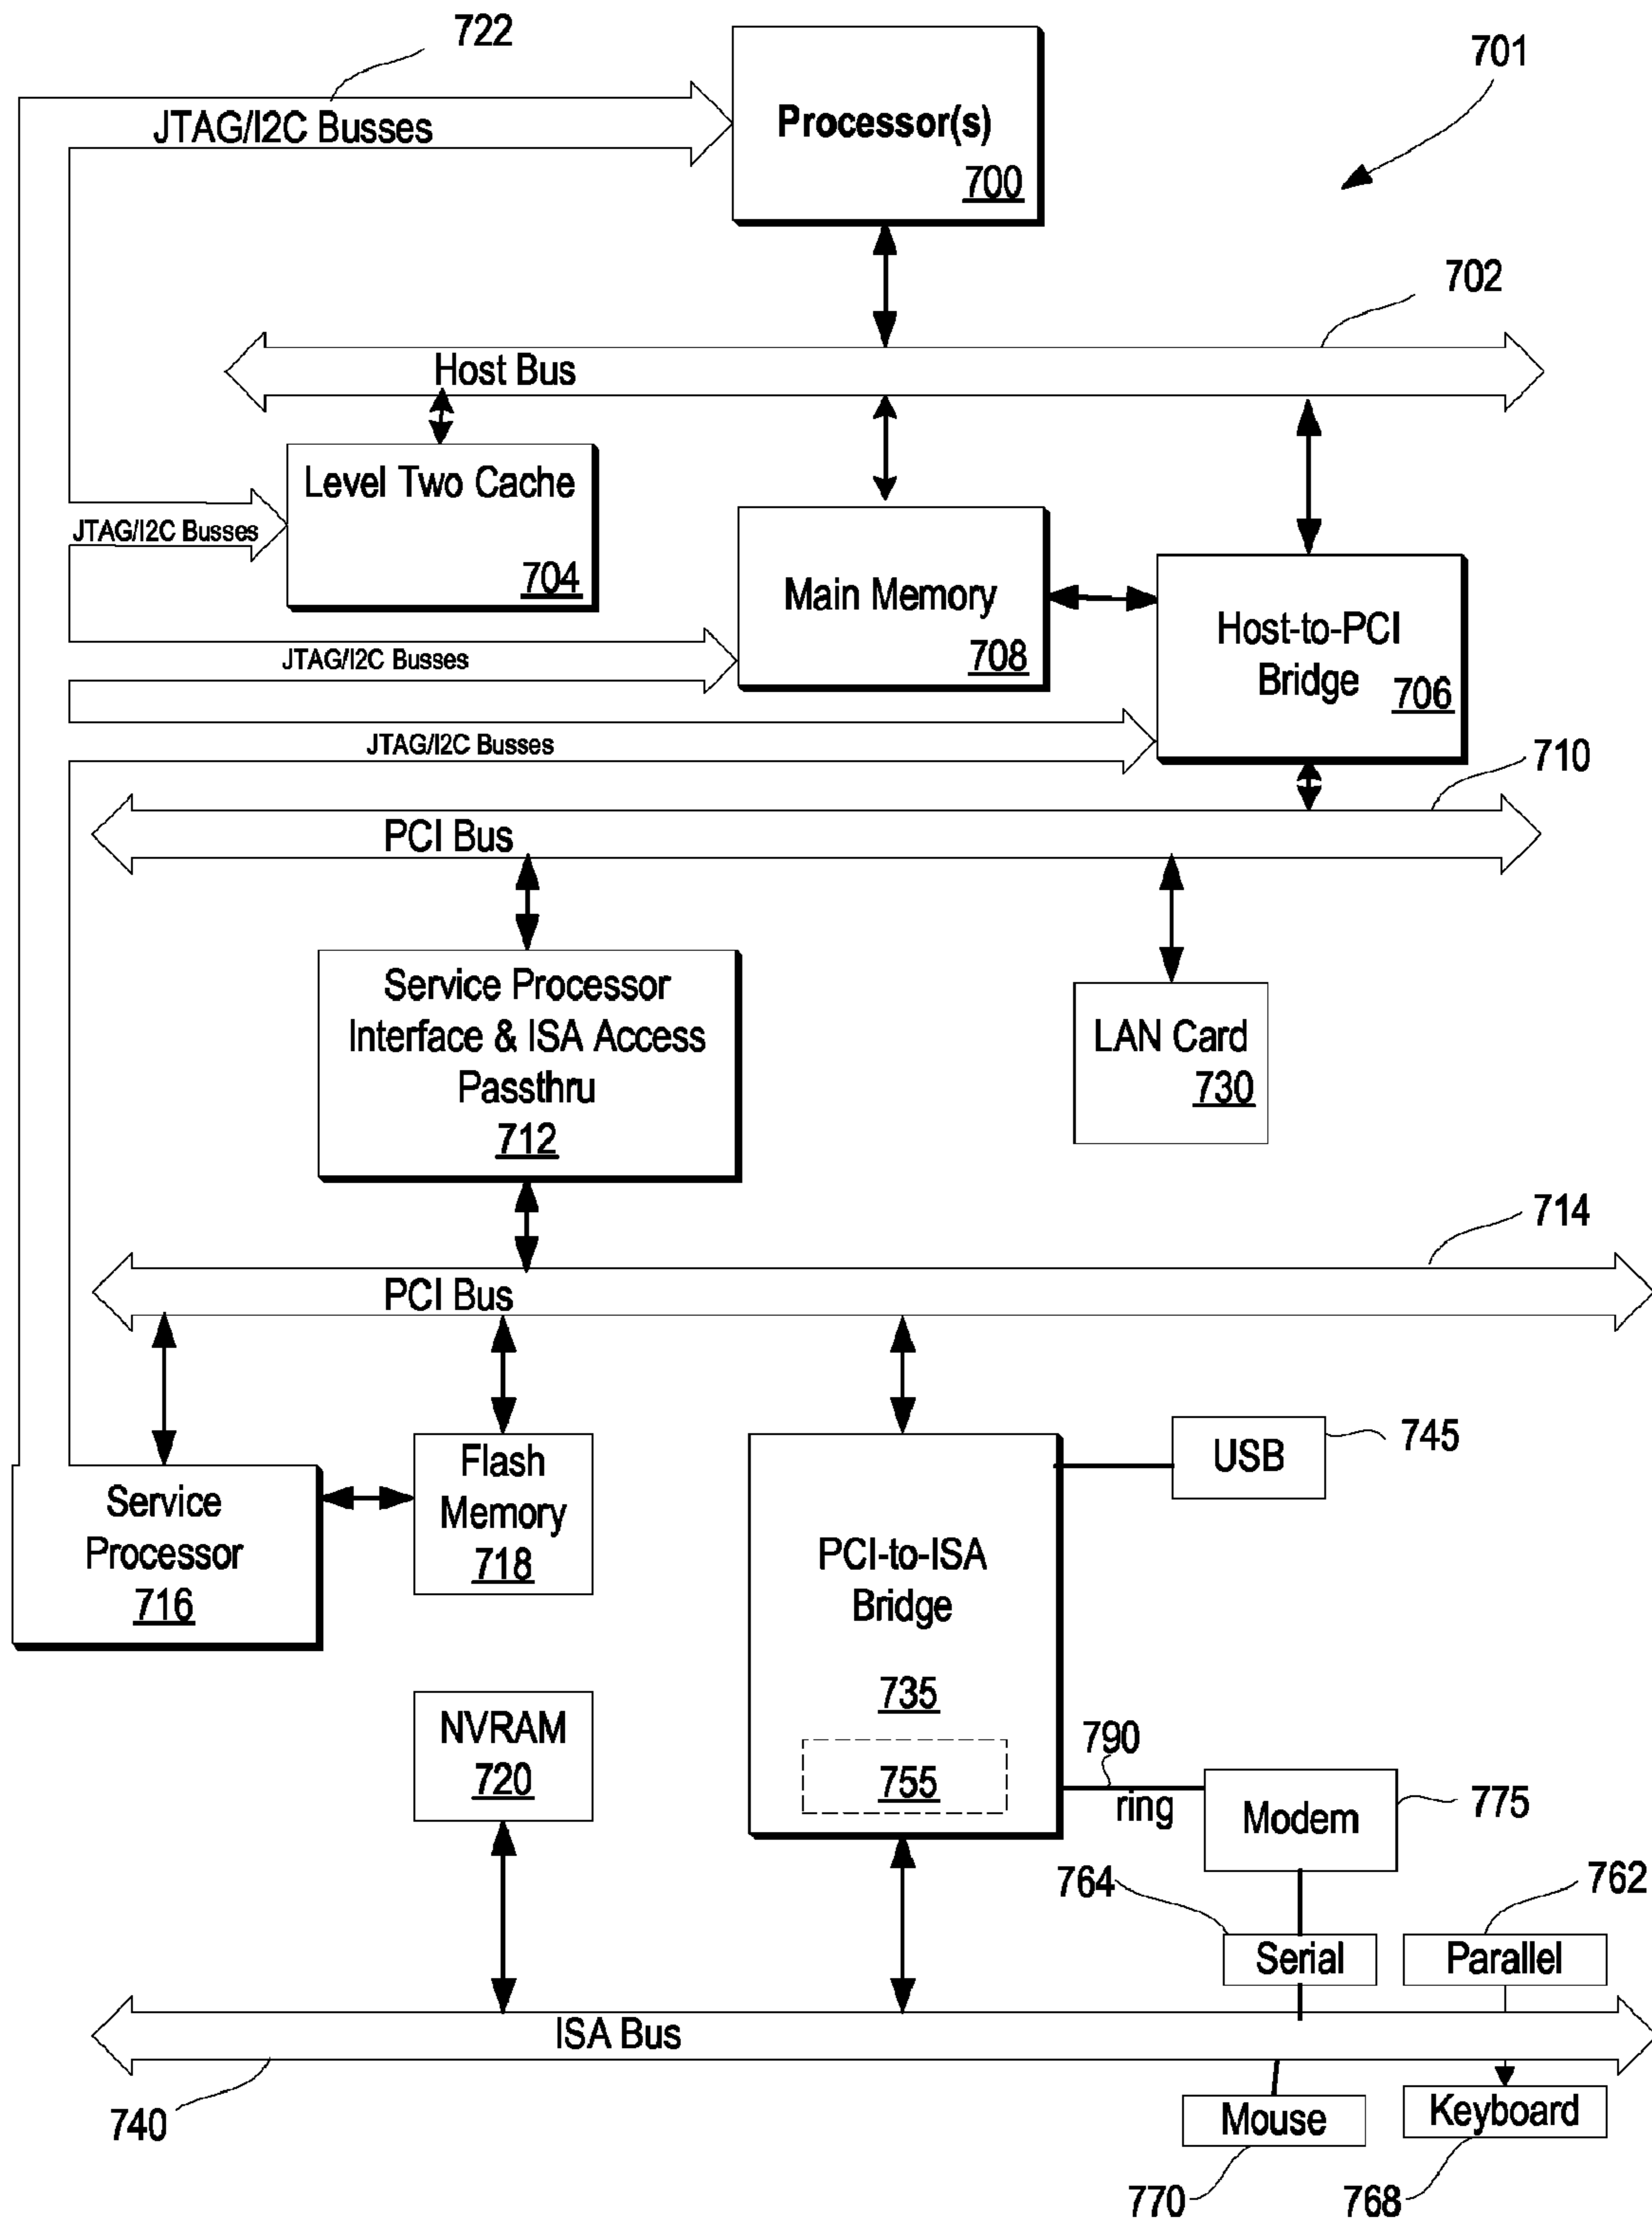 722
701
JTAG/I2C Busses
Processor(s)
700
702
Host Bus
Level Two Cache
704
JTAG/I2C Busses
Main Memory
708
Host-to-PCI
Bridge
706
JTAG/I2C Busses
JTAG/I2C Busses
710
PCI Bus
Service Processor
Interface & ISA Access
Passthru
712
LAN Card
730
714
PCI Bus
Service
Processor
716
Flash
Memory
718
USB
745
PCI-to-ISA
Bridge
735
755
NVRAM
720
790
ring
Modem
775
764
762
Serial
Parallel
ISA Bus
740
Mouse
Keyboard
770
768